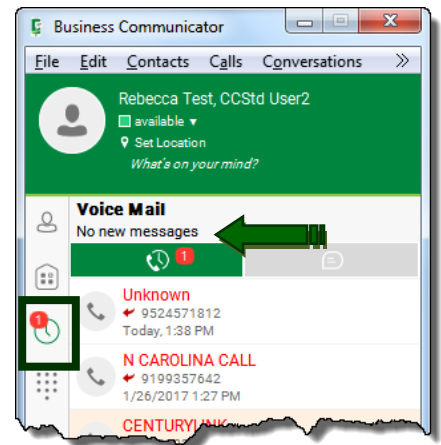 Business Communicator
File Edit Contacts Calls Conversations »
Rebecca Test, CCStd User2
available ▾
Set Location
What's on your mind?
Voice Mail
No new messages
1
Unknown
9524571812
Today, 1:38 PM
1
N CAROLINA CALL
9199357642
1/26/2017 1:27 PM
CENTURYLINK